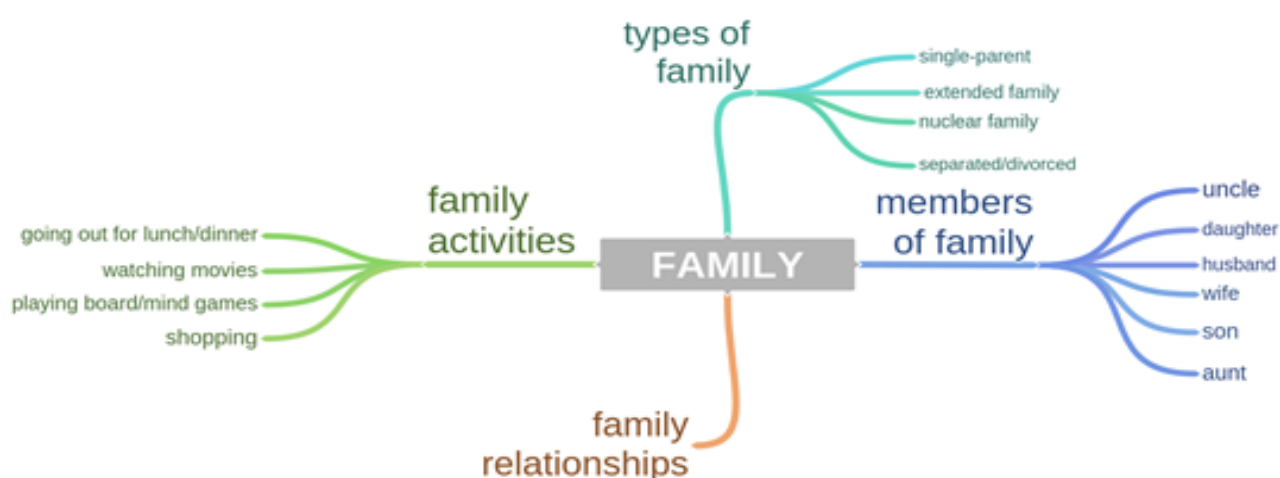 types of
family
single-parent
extended family
nuclear family
separated/divorced
family
activities
going out for lunch/dinner
watching movies
playing board/mind games
shopping
FAMILY
members
of family
uncle
daughter
husband
wife
son
aunt
family
relationships